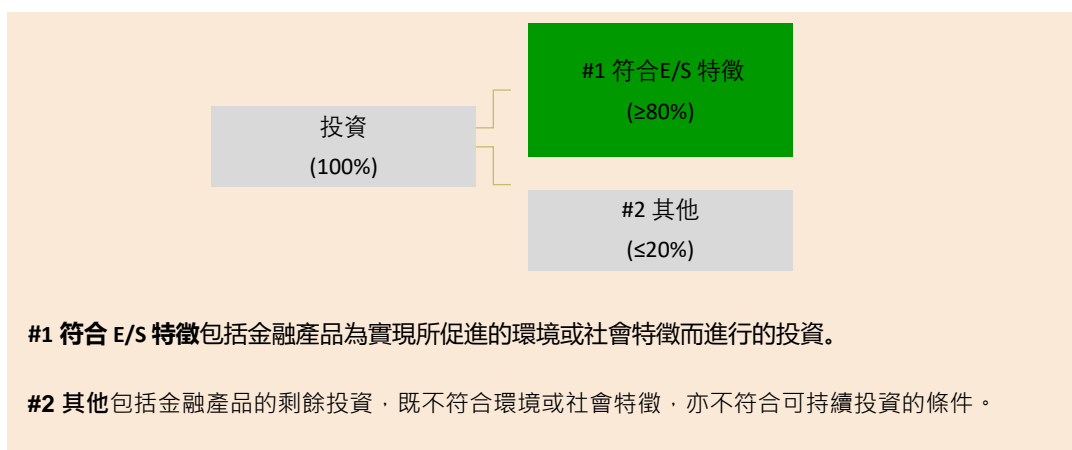 #1 符合E/S 特徵
(≥80%)
投資
(100%)
#2 其他
(≤20%)
#1 符合 E/S 特徵包括金融產品為實現所促進的環境或社會特徵而進行的投資。
#2 其他包括金融產品的剩餘投資，既不符合環境或社會特徵，亦不符合可持續投資的條件。